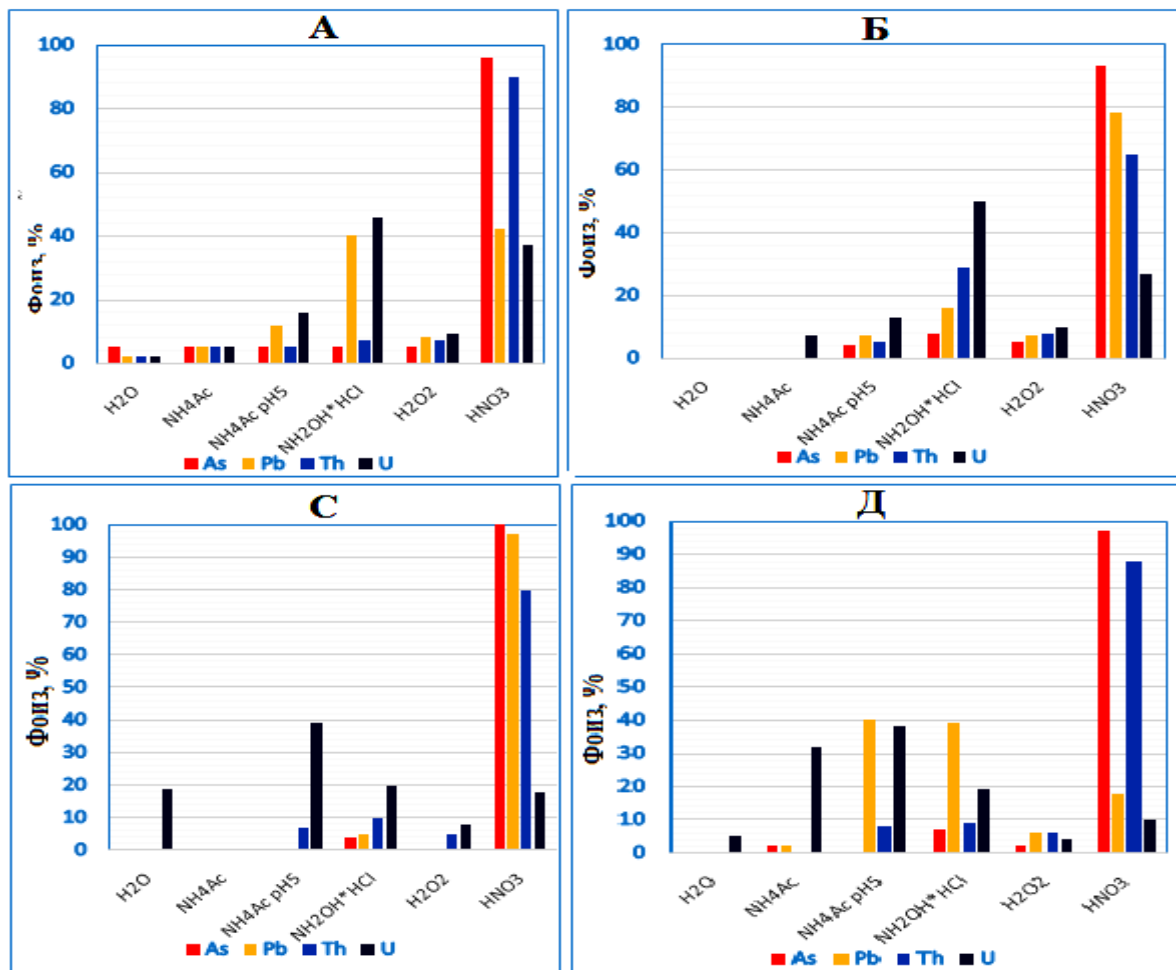 А
100
80
60
40
20
0
Фоиз, %
H2O
NH4Ac
NH4Ac pH5
NH2OH*HCl
H2O2
HNO3
As Pb Th U
Б
100
80
60
40
20
0
Фоиз, %
H2O
NH4Ac
NH4Ac pH5
NH2OH*HCl
H2O2
HNO3
As Pb Th U
С
100
90
80
70
60
50
40
30
20
10
0
Фоиз, %
H2O
NH4Ac
NH4Ac pH5
NH2OH*HCl
H2O2
HNO3
As Pb Th U
Д
100
90
80
70
60
50
40
30
20
10
0
Фоиз, %
H2O
NH4Ac
NH4Ac pH5
NH2OH*HCl
H2O2
HNO3
As Pb Th U